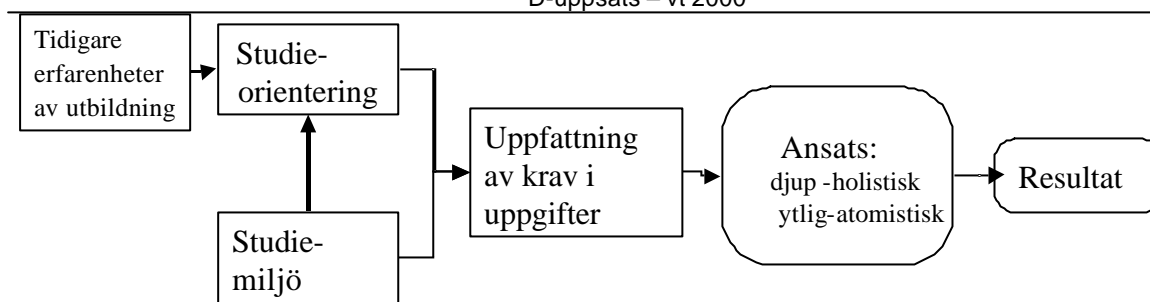 D-uppsats – vt 2000
Tidigare
erfarenheter
av utbildning
Studie-
orientering
Studie-
miljö
Uppfattning
av krav i
uppgifter
Ansats:
djup -holistisk
ytlig-atomistisk
Resultat